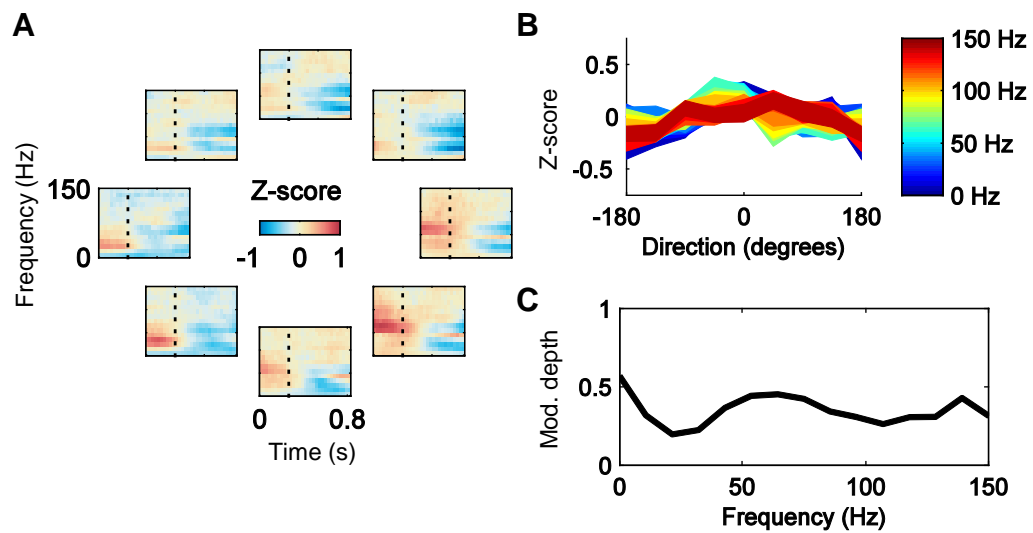 A
Frequency (Hz)
150
0
Z-score
-1 0 1
0 0.8
Time (s)
B
Z-score
0.5
0
-0.5
-180 0 180
Direction (degrees)
150 Hz
100 Hz
50 Hz
0 Hz
C
Mod. depth
1
0.5
0
0 50 100 150
Frequency (Hz)